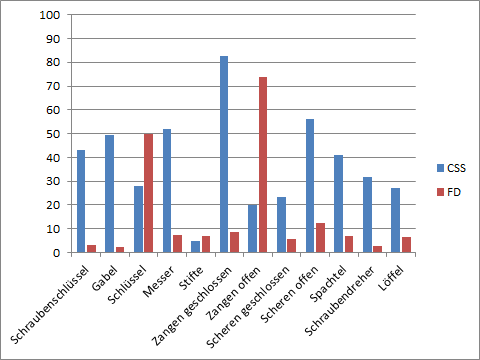 100
90
80
70
60
50
40
30
20
10
0
CSS
FD
Schraubenschlüssel
Gabel
Schlüssel
Messer
Stifte
Zangen geschlossen
Zangen offen
Scheren geschlossen
Scheren offen
Spachtel
Schraubendreher
Löffel